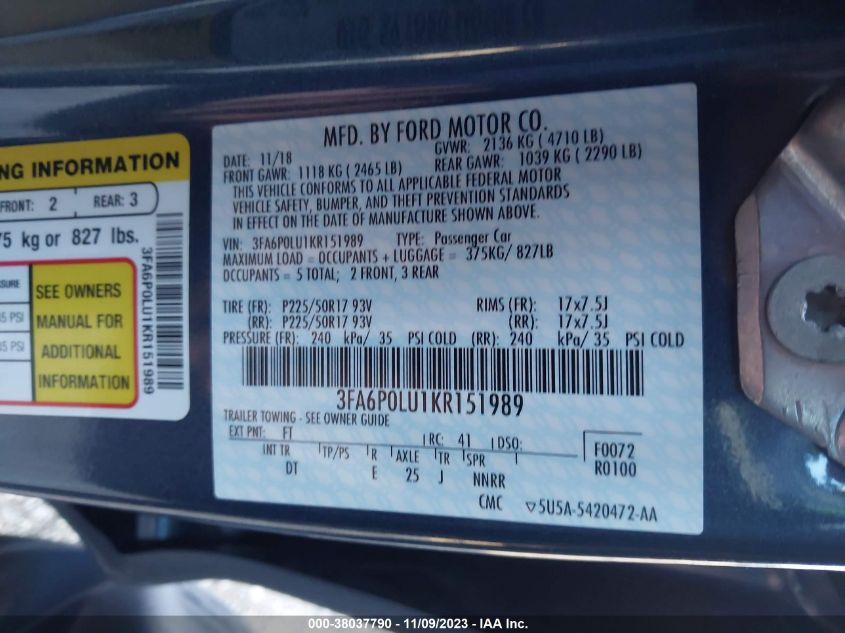 NG INFORMATION
FRONT: 2 REAR: 3
75 kg or 827 lbs.
SSURE
35 PSI
35 PSI
SEE OWNERS
MANUAL FOR
ADDITIONAL
INFORMATION
3FA6P0LU1KR151989
MFD. BY FORD MOTOR CO.
DATE: 11/18 GVWR: 2136 KG ( 4710 LB)
FRONT GAWR: 1118 KG ( 2465 LB) REAR GAWR: 1039 KG ( 2290 LB)
THIS VEHICLE CONFORMS TO ALL APPLICABLE FEDERAL MOTOR
VEHICLE SAFETY, BUMPER, AND THEFT PREVENTION STANDARDS
IN EFFECT ON THE DATE OF MANUFACTURE SHOWN ABOVE.
VIN: 3FA6P0LU1KR151989 TYPE: Passenger Car
MAXIMUM LOAD = OCCUPANTS + LUGGAGE = 375KG/ 827LB
OCCUPANTS = 5 TOTAL; 2 FRONT, 3 REAR
TIRE (FR): P225/50R17 93V RIMS (FR): 17x7.5J
(RR): P225/50R17 93V (RR): 17x7.5J
PRESSURE (FR): 240 kPa/ 35 PSI COLD (RR): 240 kPa/ 35 PSI COLD
3FA6P0LU1KR151989
TRAILER TOWING - SEE OWNER GUIDE
EXT PNT: FT RC: 41 DSO: F0072
INT TR TP/PS R AXLE TR SPR R0100
DT E 25 J NNRR
CMC ▽5U5A-5420472-AA
000-38037790 - 11/09/2023 - IAA Inc.